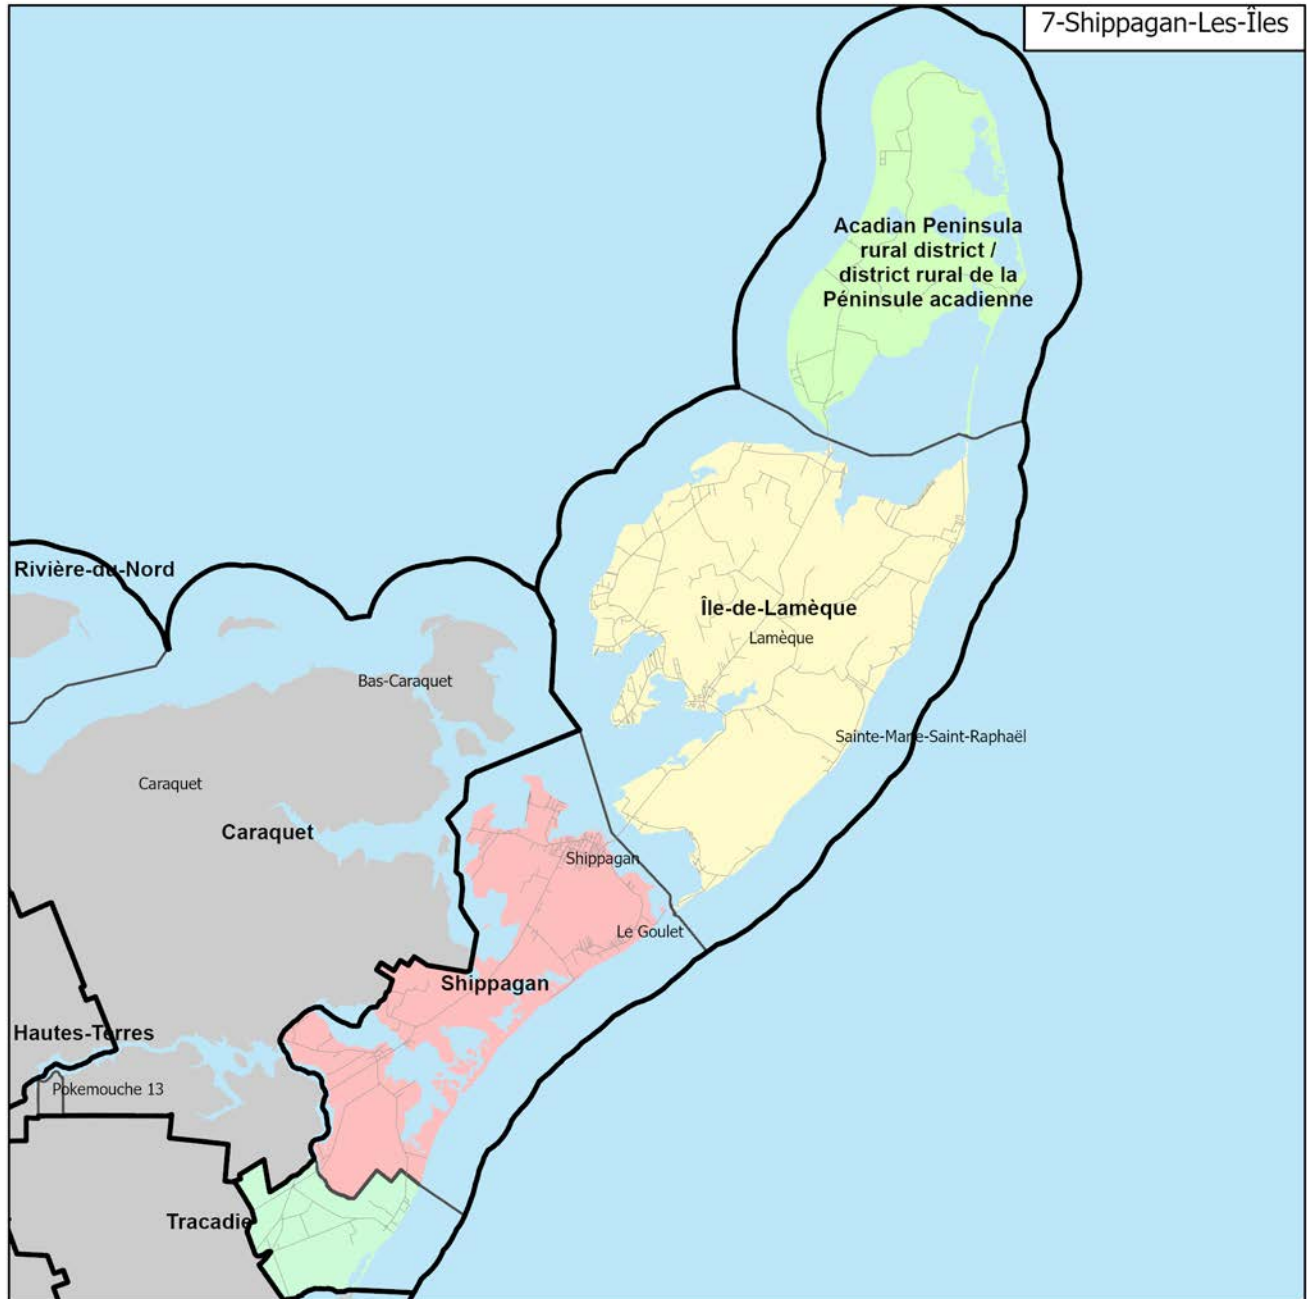 7-Shippagan-Les-Îles
Acadian Peninsula
rural district /
district rural de la
Péninsule acadienne
Rivière-du-Nord
Île-de-Lamèque
Lamèque
Bas-Caraquet
Sainte-Marie-Saint-Raphaël
Caraquet
Caraquet
Shippagan
Le Goulet
Shippagan
Hautes-Terres
Pokemouche 13
Tracadie